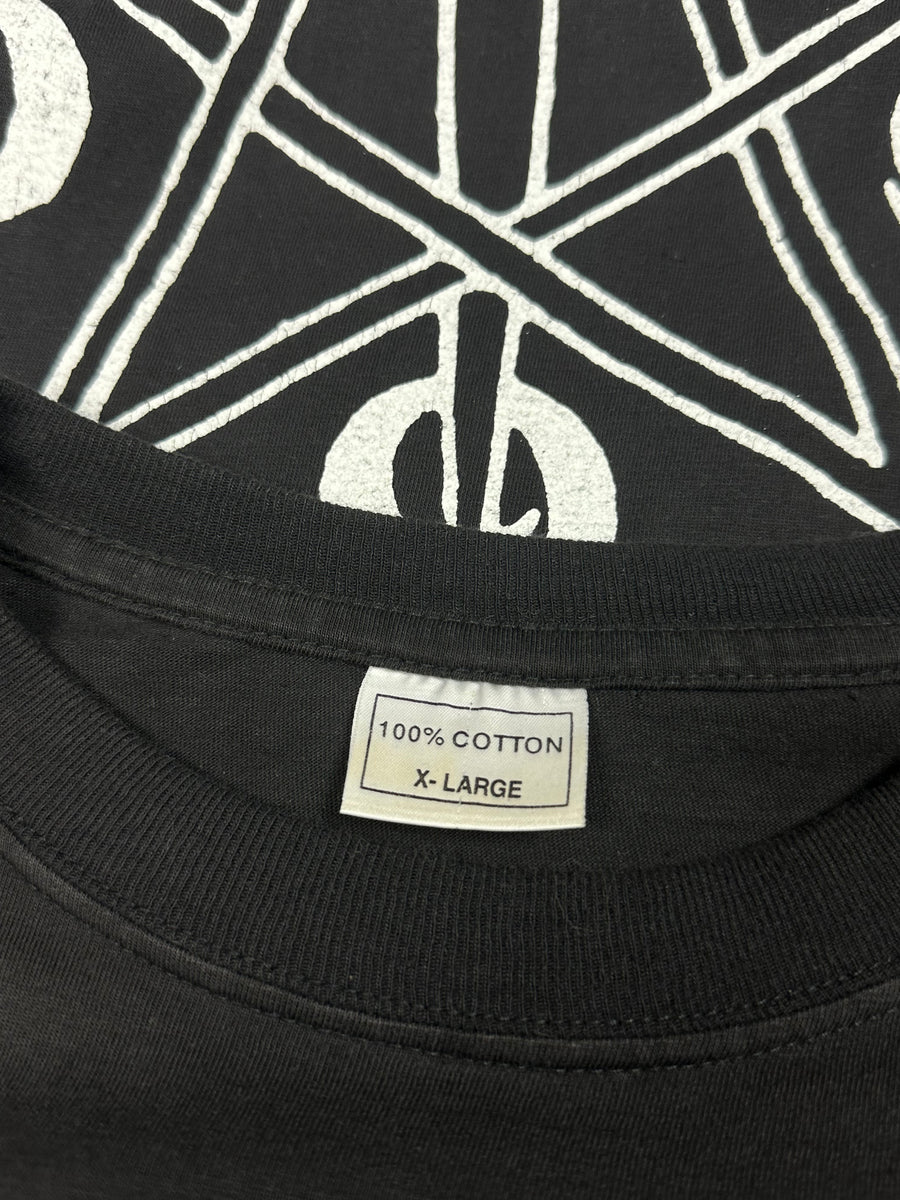 100% COTTON
X- LARGE